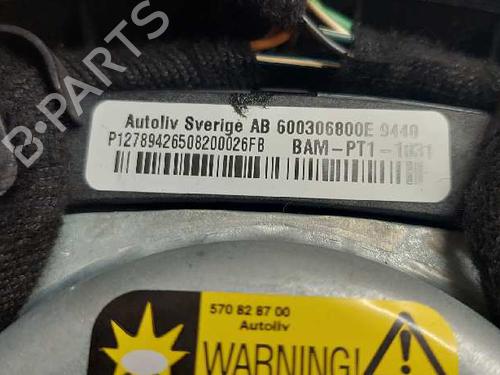 B-PARTS
Autoliv Sverige AB 600306800E 9440
P12789426508200026FB BAM-PT1-1031
570 82 87 00
Autoliv
WARNING!